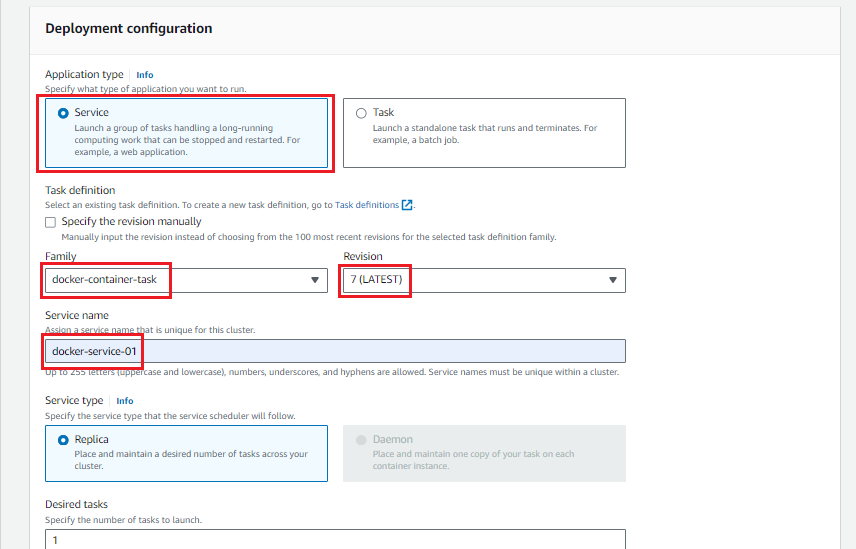 Deployment configuration
Application type | Info
Specify what type of application you want to run.
Service
Launch a group of tasks handling a long-running
computing work that can be stopped and restarted. For
example, a web application.
Task
Launch a standalone task that runs and terminates. For
example, a batch job.
Task definition
Select an existing task definition. To create a new task definition, go to Task definitions.
Specify the revision manually
Manually input the revision instead of choosing from the 100 most recent revisions for the selected task definition family.
Family
docker-container-task
Revision
7 (LATEST)
Service name
Assign a service name that is unique for this cluster.
docker-service-01
Up to 255 letters (uppercase and lowercase), numbers, underscores, and hyphens are allowed. Service names must be unique within a cluster.
Service type | Info
Specify the service type that the service scheduler will follow.
Replica
Place and maintain a desired number of tasks across your
cluster.
Daemon
Place and maintain one copy of your task on each
container instance.
Desired tasks
Specify the number of tasks to launch.
1